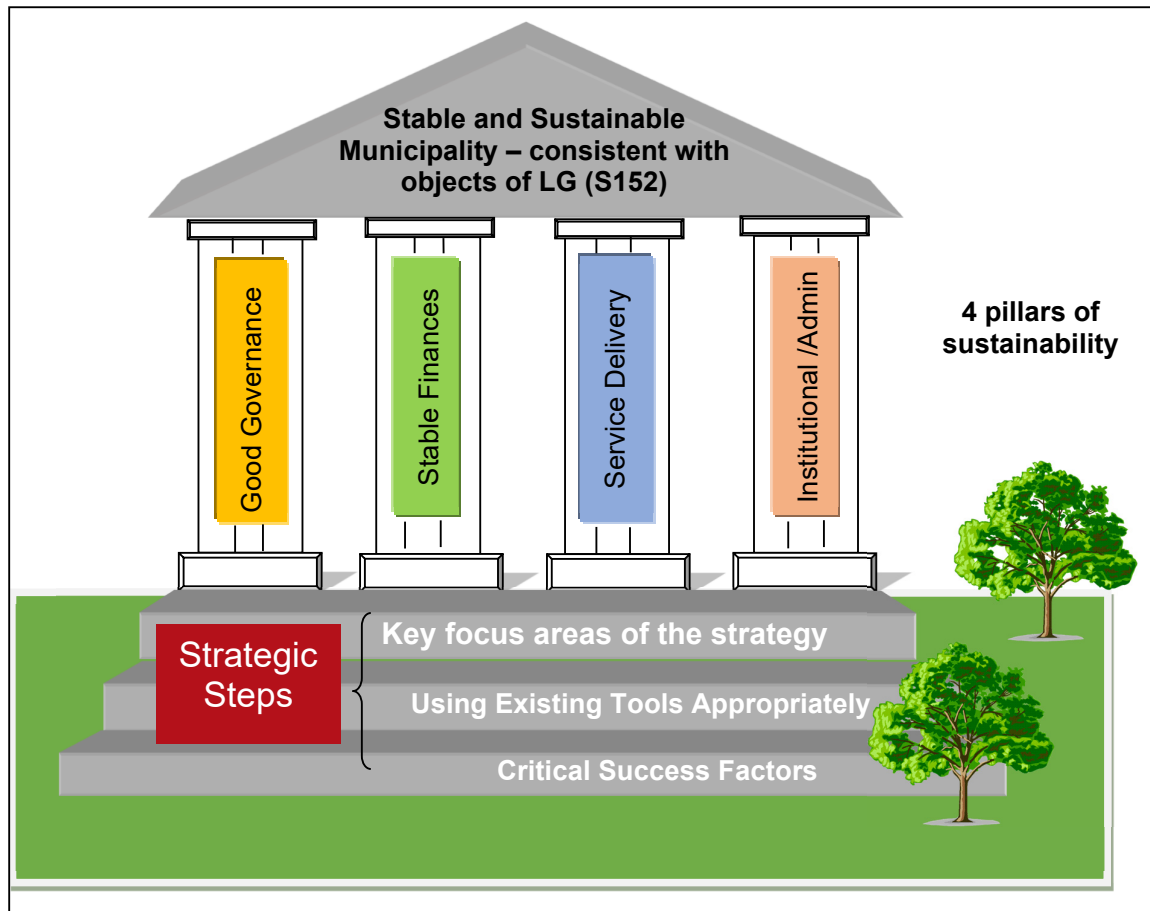 Stable and Sustainable
Municipality – consistent with
objects of LG (S152)
Good Governance
Stable Finances
Service Delivery
Institutional /Admin
4 pillars of
sustainability
Strategic
Steps
Key focus areas of the strategy
Using Existing Tools Appropriately
Critical Success Factors